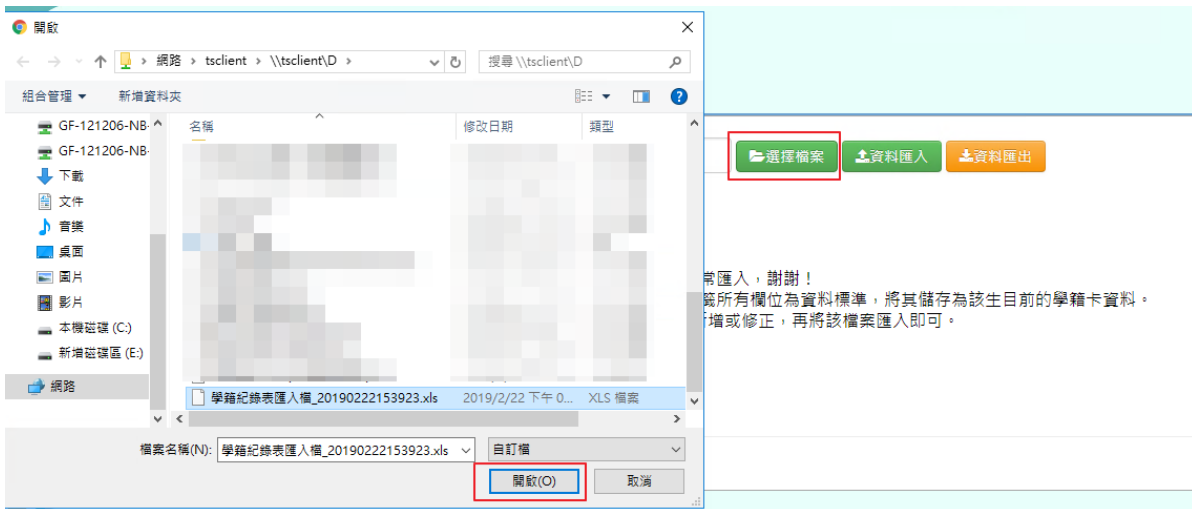 開啟
網路 › tsclient › \\tsclient\D ›
搜尋 \\tsclient\D
組合管理 新增資料夾
GF-121206-NB-
GF-121206-NB-
下載
文件
音樂
桌面
圖片
影片
本機磁碟 (C:)
新增磁碟區 (E:)
網路
名稱 修改日期 類型
學籍紀錄表匯入檔_20190222153923.xls 2019/2/22 下午 0... XLS 檔案
檔案名稱(N): 學籍紀錄表匯入檔_20190222153923.xls 自訂檔
開啟(O) 取消
選擇檔案 資料匯入 資料匯出
常匯入，謝謝！
所有欄位為資料標準，將其儲存為該生目前的學籍卡資料。
增或修正，再將該檔案匯入即可。